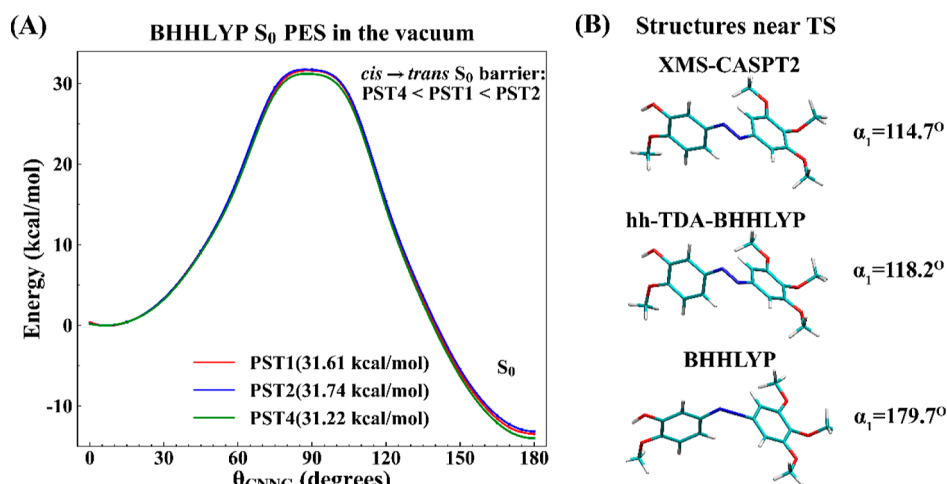 (A)
BHHLYP S₀ PES in the vacuum
cis → trans S₀ barrier:
PST4 < PST1 < PST2
Energy (kcal/mol)
30
20
10
0
-10
PST1(31.61 kcal/mol)
PST2(31.74 kcal/mol)
PST4(31.22 kcal/mol)
S₀
0 30 60 90 120 150 180
θCNNC (degrees)
(B) Structures near TS
XMS-CASPT2
α₁=114.7⁰
hh-TDA-BHHLYP
α₁=118.2⁰
BHHLYP
α₁=179.7⁰